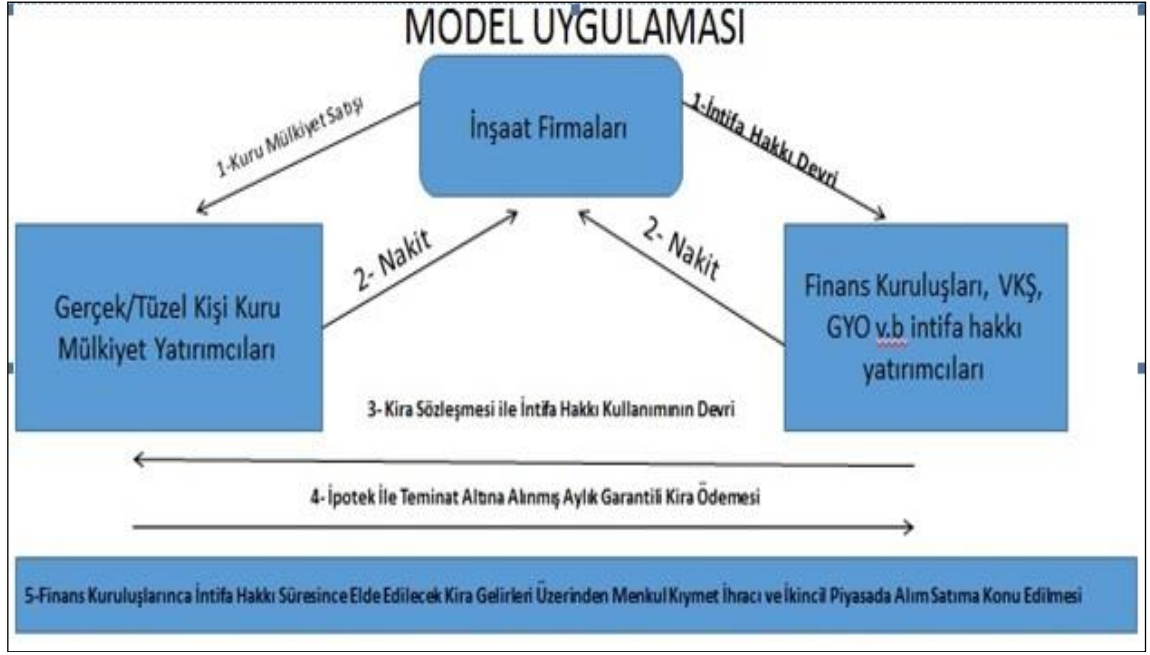 MODEL UYGULAMASI
İnşaat Firmaları
1-Kuru Mülkiyet Satışı
1-İntifa Hakkı Devri
2- Nakit
2- Nakit
Gerçek/Tüzel Kişi Kuru
Mülkiyet Yatırımcıları
Finans Kuruluşları, VKŞ,
GYO v.b intifa hakkı
yatırımcıları
3- Kira Sözleşmesi ile İntifa Hakkı Kullanımının Devri
4- İpotek İle Teminat Altına Alınmış Aylık Garantili Kira Ödemesi
5-Finans Kuruluşlarınca İntifa Hakkı Süresince Elde Edilecek Kira Gelirleri Üzerinden Menkul Kıymet İhracı ve İkincil Piyasada Alım Satıma Konu Edilmesi